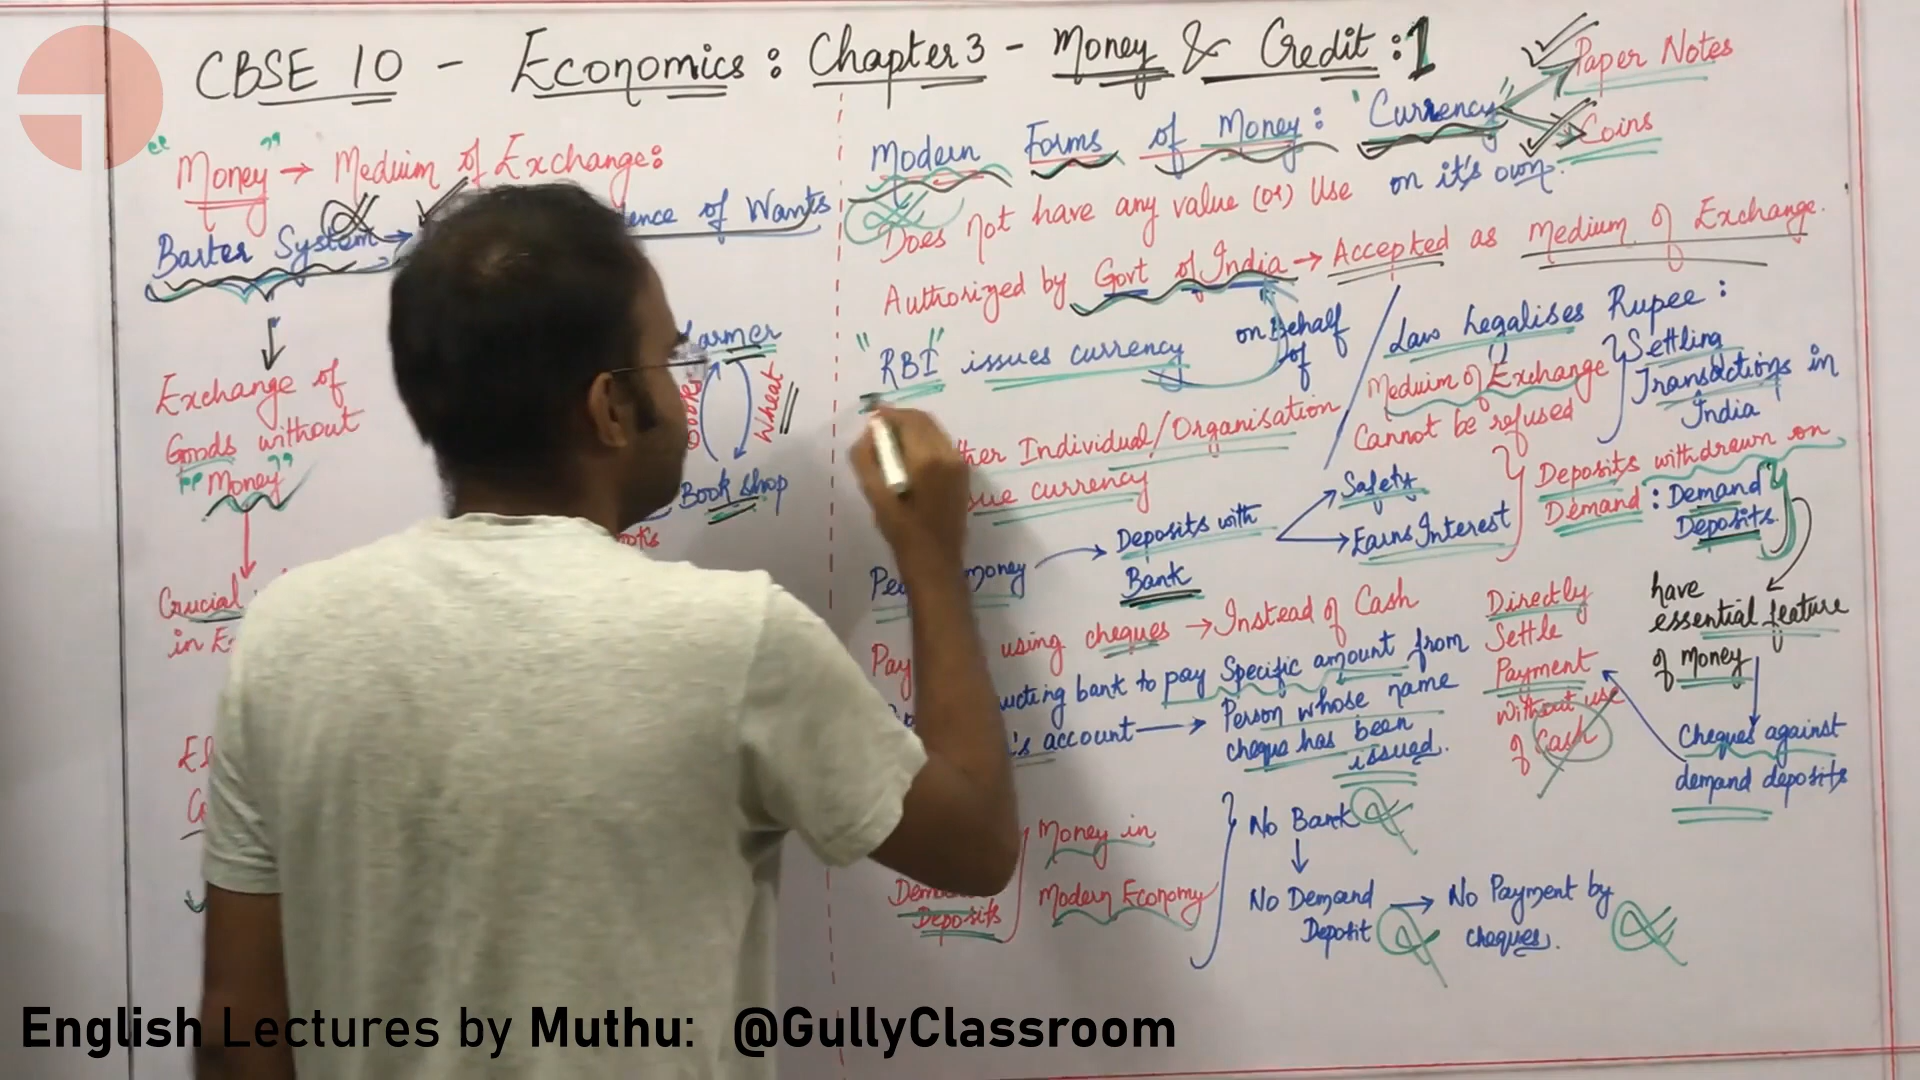 CBSE 10 - Economics: Chapter 3 - Money & Credit: 1
"Money" → Medium of Exchange:
Barter System →
ence of Wants
Exchange of
Goods without
"Money"
Crucial
in E
Farmer
Books
Wheat
Book shop
Modern Forms of Money: "Currency"
Paper Notes
Coins
Does not have any value (or) Use on it's own.
Authorized by Govt of India → Accepted as medium of Exchange.
"RBI" issues currency
on Behalf
of
ther Individual/Organisation
sue currency
Law legalises Rupee:
Medium of Exchange
Cannot be refused
Settling
Transactions in
India
money → Deposits with
Bank
Safety
Earns Interest
Deposits withdrawn on
Demand: Demand
Deposits.
have
essential feature
of money
Cheques against
demand deposits
Directly
Settle
Payment
without use
of Cash
Pay using cheques → Instead of Cash
ucting bank to pay Specific amount from
's account → Person whose name
cheque has been
issued.
Deposits
Money in
Modern Economy
No Bank
No Demand
Deposit
→ No Payment by
cheques.
English Lectures by Muthu: @GullyClassroom